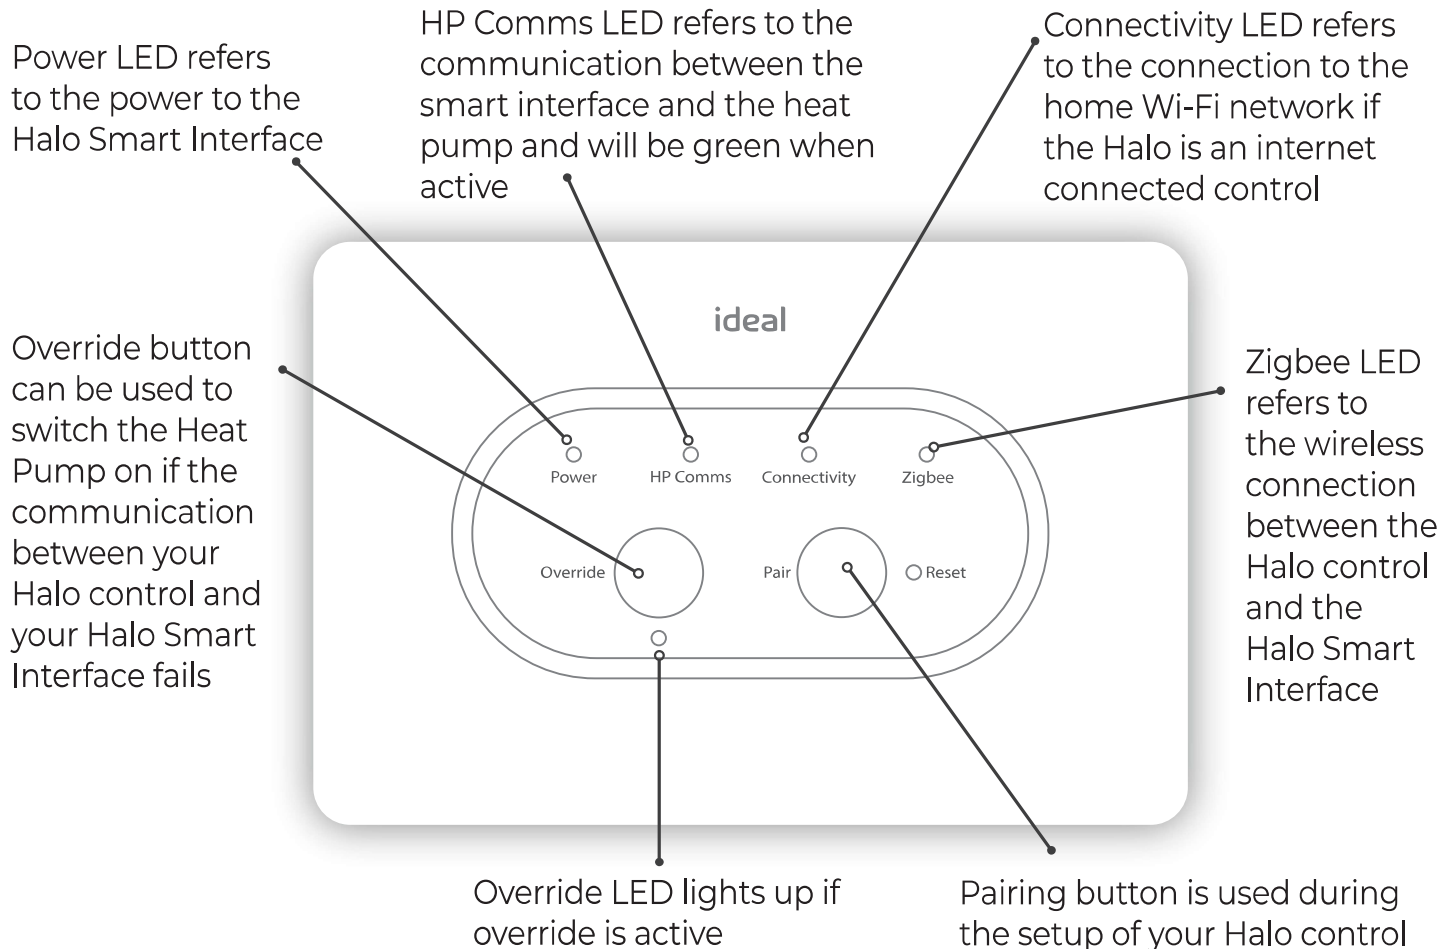 Power LED refers
to the power to the
Halo Smart Interface
HP Comms LED refers to the
communication between the
smart interface and the heat
pump and will be green when
active
Connectivity LED refers
to the connection to the
home Wi-Fi network if
the Halo is an internet
connected control
ideal
Override button
can be used to
switch the Heat
Pump on if the
communication
between your
Halo control and
your Halo Smart
Interface fails
Power HP Comms Connectivity Zigbee
Override Pair Reset
Zigbee LED
refers to
the wireless
connection
between the
Halo control
and the
Halo Smart
Interface
Override LED lights up if
override is active
Pairing button is used during
the setup of your Halo control